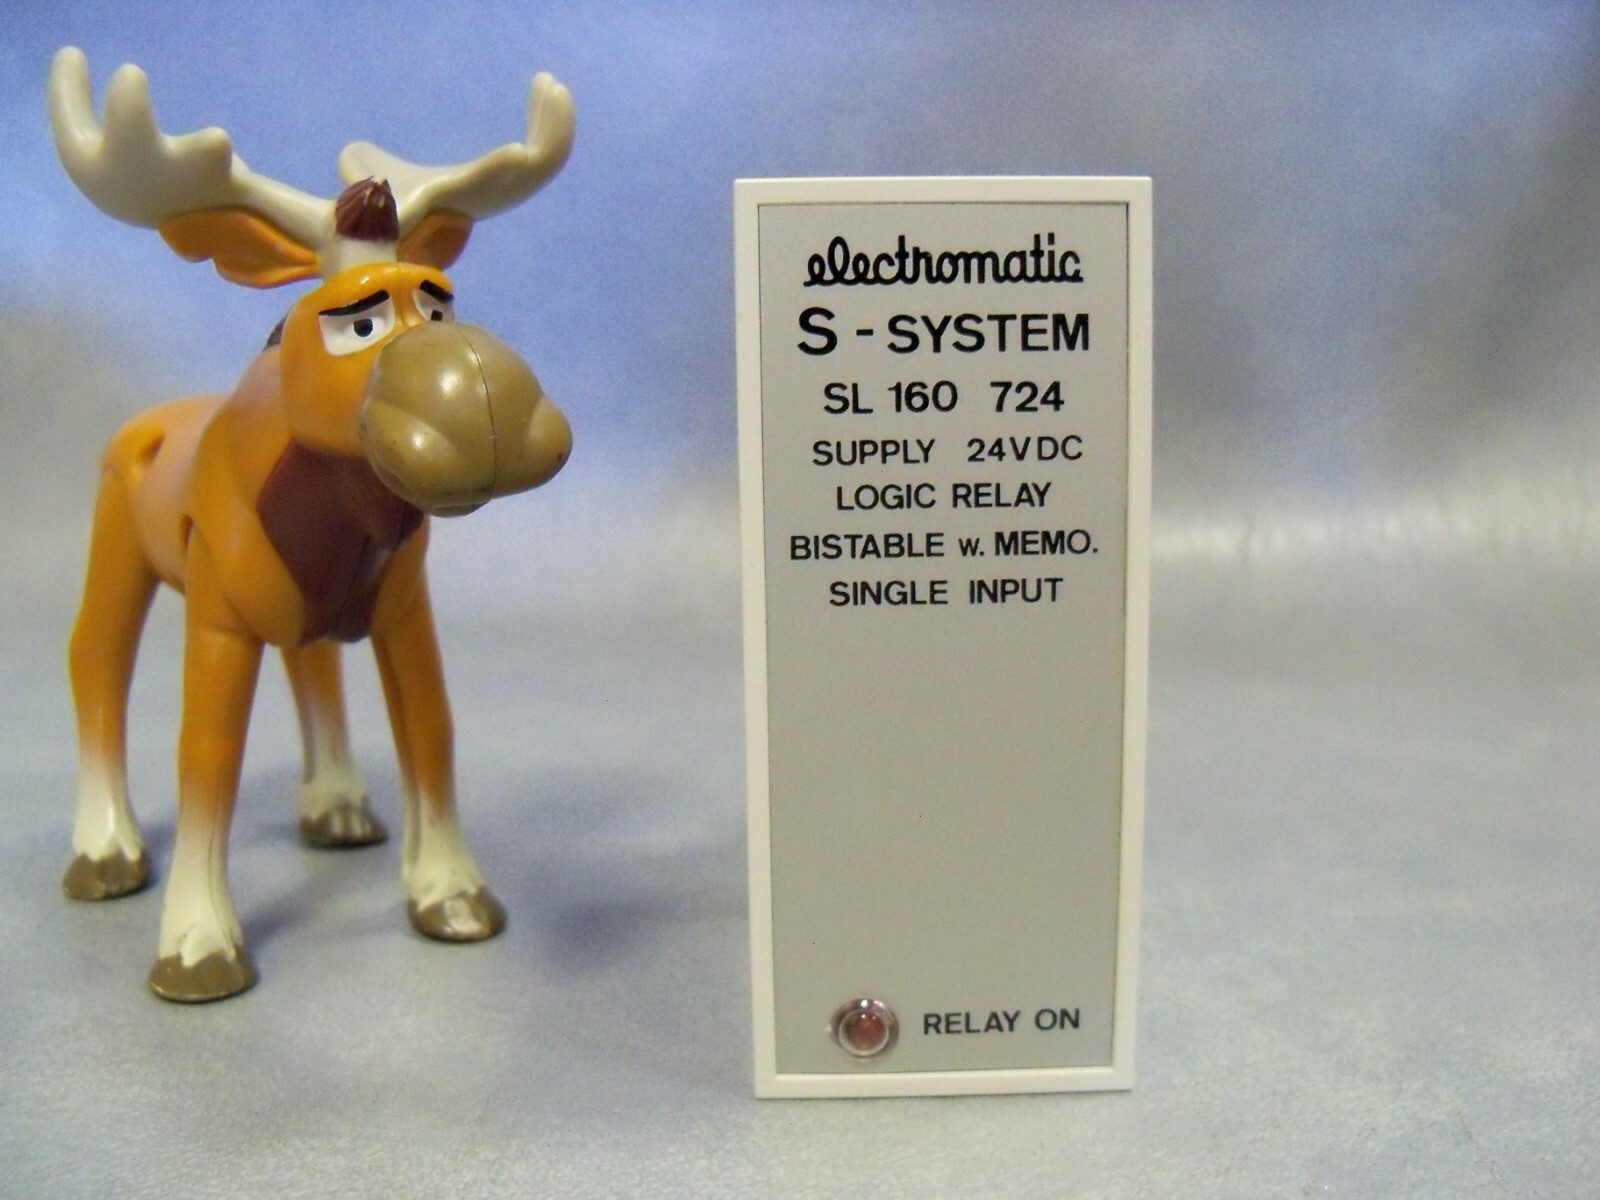 electromatic
S - SYSTEM
SL 160 724
SUPPLY 24VDC
LOGIC RELAY
BISTABLE w. MEMO.
SINGLE INPUT
RELAY ON